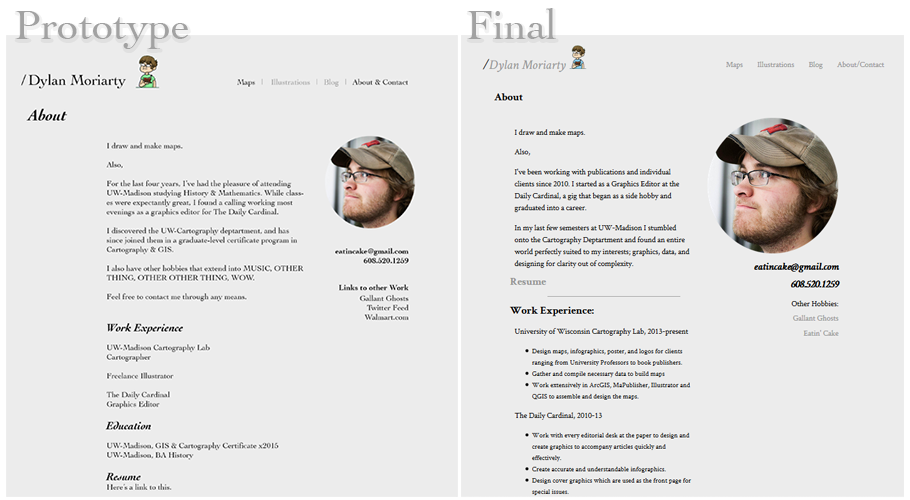 Prototype
/Dylan Moriarty
Maps | Illustrations | Blog | About & Contact
About
I draw and make maps.
Also,
For the last four years, I've had the pleasure of attending
UW-Madison studying History & Mathematics. While class-
es were expectantly great, I found a calling working most
evenings as a graphics editor for The Daily Cardinal.
I discovered the UW-Cartography deptartment, and has
since joined them in a graduate-level certificate program in
Cartography & GIS.
I also have other hobbies that extend into MUSIC, OTHER
THING, OTHER OTHER THING, WOW.
Feel free to contact me through any means.
eatincake@gmail.com
608.520.1259
Links to other Work
Gallant Ghosts
Twitter Feed
Walmart.com
Work Experience
UW-Madison Cartography Lab
Cartographer
Freelance Illustrator
The Daily Cardinal
Graphics Editor
Education
UW-Madison, GIS & Cartography Certificate x2015
UW-Madison, BA History
Resume
Here's a link to this.
Final
/Dylan Moriarty
Maps Illustrations Blog About/Contact
About
I draw and make maps.
Also,
I've been working with publications and individual
clients since 2010. I started as a Graphics Editor at the
Daily Cardinal, a gig that began as a side hobby and
graduated into a career.
In my last few semesters at UW-Madison I stumbled
onto the Cartography Deptartment and found an entire
world perfectly suited to my interests; graphics, data, and
designing for clarity out of complexity.
eatincake@gmail.com
608.520.1259
Other Hobbies:
Gallant Ghosts
Eatin' Cake
Resume
Work Experience:
University of Wisconsin Cartography Lab, 2013-present
• Design maps, infographics, poster, and logos for clients
ranging from University Professors to book publishers.
• Gather and compile necessary data to build maps
• Work extensively in ArcGIS, MaPublisher, Illustrator and
QGIS to assemble and design the maps.
The Daily Cardinal, 2010-13
• Work with every editorial desk at the paper to design and
create graphics to accompany articles quickly and
effectively.
• Create accurate and understandable infographics.
• Design cover graphics which are used as the front page for
special issues.